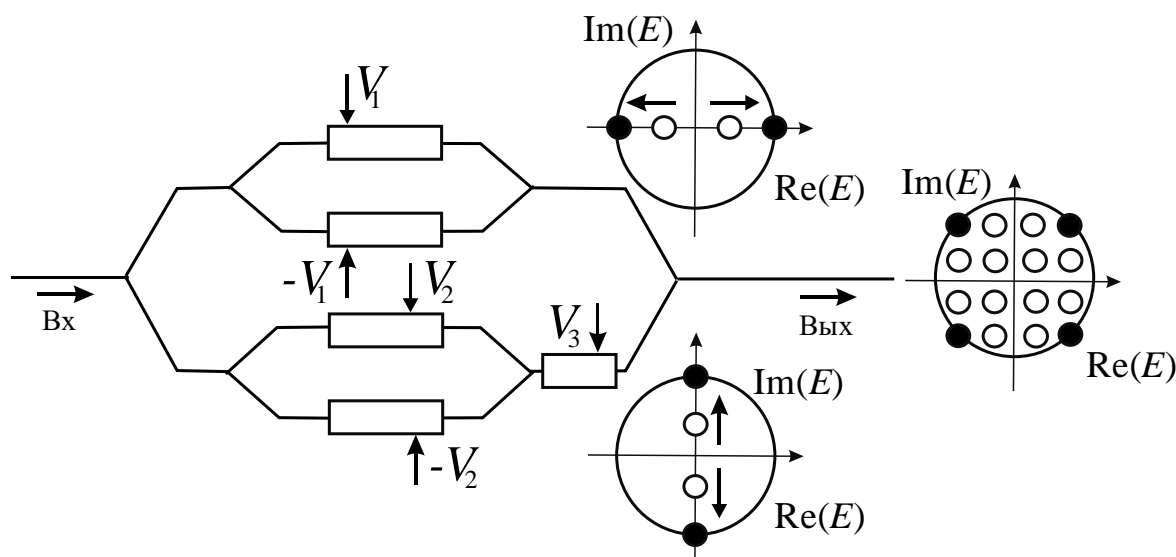 Im(E)
V1
Re(E)
Im(E)
-V1
V2
Вх
V3
Вых
Re(E)
Im(E)
-V2
Re(E)